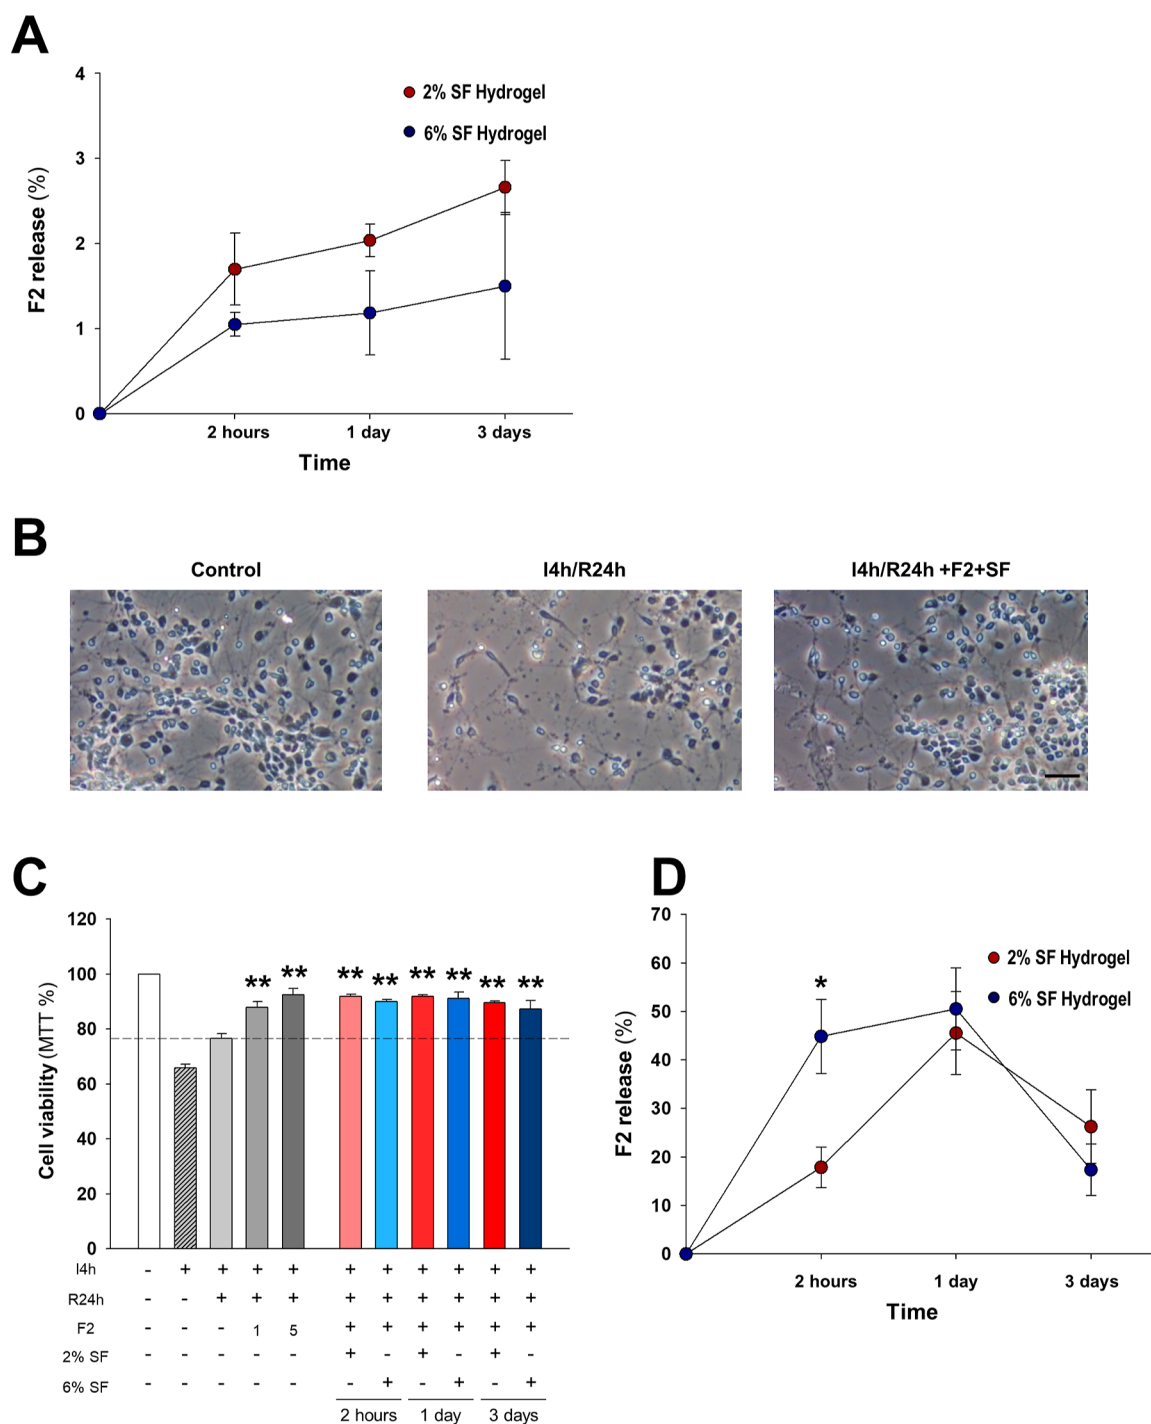 A
4
3
2
1
0
F2 release (%)
2% SF Hydrogel
6% SF Hydrogel
2 hours 1 day 3 days
Time
B
Control I4h/R24h I4h/R24h +F2+SF
C
120
100
80
60
40
20
0
Cell viability (MTT %)
** ** ** ** ** ** ** **
I4h - + + + + + + + + + +
R24h - - + + + + + + + + +
F2 - - - 1 5 + + + + + +
2% SF - - - - - + - + - + -
6% SF - - - - - - + - + - +
2 hours 1 day 3 days
D
70
60
50
40
30
20
10
0
F2 release (%)
*
2% SF Hydrogel
6% SF Hydrogel
2 hours 1 day 3 days
Time